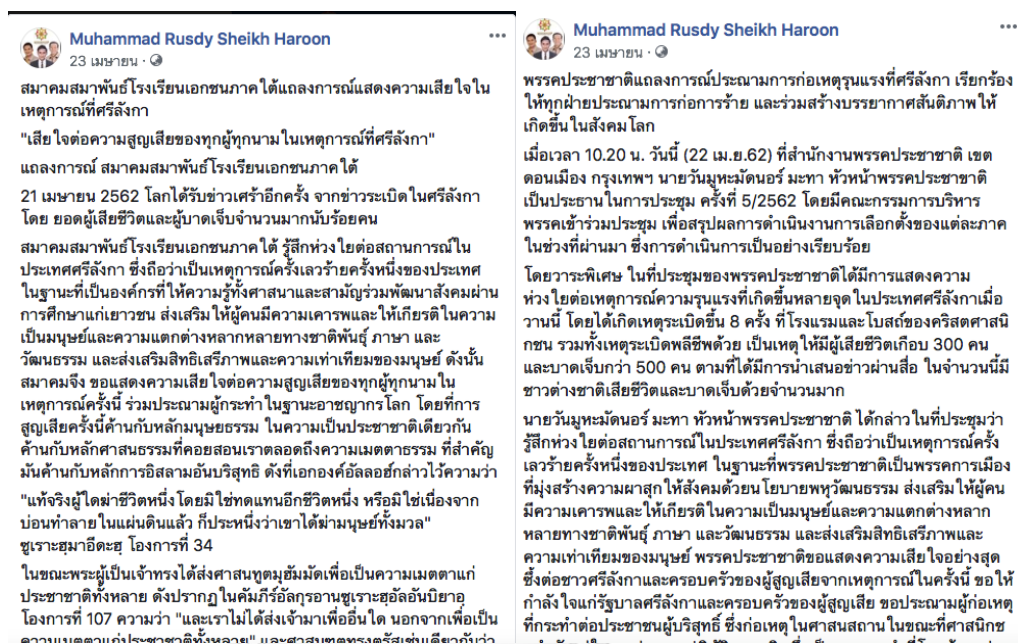 Muhammad Rusdy Sheikh Haroon
23 เมษายน ·
สมาคมสมาพันธ์โรงเรียนเอกชนภาคใต้แถลงการณ์แสดงความเสียใจใน
เหตุการณ์ที่ศรีลังกา
"เสียใจต่อความสูญเสียของทุกผู้ทุกนามในเหตุการณ์ที่ศรีลังกา"
แถลงการณ์ สมาคมสมาพันธ์โรงเรียนเอกชนภาคใต้
21 เมษายน 2562 โลกได้รับข่าวเศร้าอีกครั้ง จากข่าวระเบิดในศรีลังกา
โดย ยอดผู้เสียชีวิตและผู้บาดเจ็บจำนวนมากนับร้อยคน
สมาคมสมาพันธ์โรงเรียนเอกชนภาคใต้ รู้สึกห่วงใยต่อสถานการณ์ใน
ประเทศศรีลังกา ซึ่งถือว่าเป็นเหตุการณ์ครั้งเลวร้ายครั้งหนึ่งของประเทศ
ในฐานะที่เป็นองค์กรที่ให้ความรู้ทั้งศาสนาและสามัญร่วมพัฒนาสังคมผ่าน
การศึกษาแก่เยาวชน ส่งเสริมให้ผู้คนมีความเคารพและให้เกียรติในความ
เป็นมนุษย์และความแตกต่างหลากหลายทางชาติพันธุ์ ภาษา และ
วัฒนธรรม และส่งเสริมสิทธิเสรีภาพและความเท่าเทียมของมนุษย์ ดังนั้น
สมาคมจึง ขอแสดงความเสียใจต่อความสูญเสียของทุกผู้ทุกนามใน
เหตุการณ์ครั้งนี้ ร่วมประณามผู้กระทำในฐานะอาชญากรโลก โดยที่การ
สูญเสียครั้งนี้ค้านกับหลักมนุษยธรรม ในความเป็นประชาชาติเดียวกัน
ค้านกับหลักศาสนธรรมที่คอยสอนเราตลอดถึงความเมตตาธรรม ที่สำคัญ
มันค้านกับหลักการอิสลามอันบริสุทธิ ดังที่เอกองค์อัลลอฮ์กล่าวไว้ความว่า
"แท้จริงผู้ใดฆ่าชีวิตหนึ่งโดยมิใช่ทดแทนอีกชีวิตหนึ่ง หรือมิใช่เนื่องจาก
บ่อนทำลายในแผ่นดินแล้ว ก็ประหนึ่งว่าเขาได้ฆ่ามนุษย์ทั้งมวล"
ซูเราะฮฺมาอีดะฮฺ โองการที่ 34
ในขณะพระผู้เป็นเจ้าทรงได้ส่งศาสนทูตมุฮัมมัดเพื่อเป็นความเมตตาแก่
ประชาชาติทั้งหลาย ดังปรากฏในคัมภีร์อัลกุรอานซูเราะฮฺอัลอันบิยาอฺ
โองการที่ 107 ความว่า "และเราไม่ได้ส่งเจ้ามาเพื่ออื่นใด นอกจากเพื่อเป็น
ความเมตตาแก่ประชาชาติทั้งหลาย" และศาสนทูตทรงตรัสเช่นเดียวกันว่า
Muhammad Rusdy Sheikh Haroon
23 เมษายน ·
พรรคประชาชาติแถลงการณ์ประณามการก่อเหตุรุนแรงที่ศรีลังกา เรียกร้อง
ให้ทุกฝ่ายประณามการก่อการร้าย และร่วมสร้างบรรยากาศสันติภาพให้
เกิดขึ้นในสังคมโลก
เมื่อเวลา 10.20 น. วันนี้ (22 เม.ย.62) ที่สำนักงานพรรคประชาชาติ เขต
ดอนเมือง กรุงเทพฯ นายวันมูหะมัดนอร์ มะทา หัวหน้าพรรคประชาชาติ
เป็นประธานในการประชุม ครั้งที่ 5/2562 โดยมีคณะกรรมการบริหาร
พรรคเข้าร่วมประชุม เพื่อสรุปผลการดำเนินงานการเลือกตั้งของแต่ละภาค
ในช่วงที่ผ่านมา ซึ่งการดำเนินการเป็นอย่างเรียบร้อย
โดยวาระพิเศษ ในที่ประชุมของพรรคประชาชาติได้มีการแสดงความ
ห่วงใยต่อเหตุการณ์ความรุนแรงที่เกิดขึ้นหลายจุดในประเทศศรีลังกาเมื่อ
วานนี้ โดยได้เกิดเหตุระเบิดขึ้น 8 ครั้ง ที่โรงแรมและโบสถ์ของคริสตศาสนิ
กชน รวมทั้งเหตุระเบิดพลีชีพด้วย เป็นเหตุให้มีผู้เสียชีวิตเกือบ 300 คน
และบาดเจ็บกว่า 500 คน ตามที่ได้มีการนำเสนอข่าวผ่านสื่อ ในจำนวนนี้มี
ชาวต่างชาติเสียชีวิตและบาดเจ็บด้วยจำนวนมาก
นายวันมูหะมัดนอร์ มะทา หัวหน้าพรรคประชาชาติ ได้กล่าวในที่ประชุมว่า
รู้สึกห่วงใยต่อสถานการณ์ในประเทศศรีลังกา ซึ่งถือว่าเป็นเหตุการณ์ครั้ง
เลวร้ายครั้งหนึ่งของประเทศ ในฐานะที่พรรคประชาชาติเป็นพรรคการเมือง
ที่มุ่งสร้างความผาสุกให้สังคมด้วยนโยบายพหุวัฒนธรรม ส่งเสริมให้ผู้คน
มีความเคารพและให้เกียรติในความเป็นมนุษย์และความแตกต่างหลาก
หลายทางชาติพันธุ์ ภาษา และวัฒนธรรม และส่งเสริมสิทธิเสรีภาพและ
ความเท่าเทียมของมนุษย์ พรรคประชาชาติขอแสดงความเสียใจอย่างสุด
ซึ้งต่อชาวศรีลังกาและครอบครัวของผู้สูญเสียจากเหตุการณ์ในครั้งนี้ ขอให้
กำลังใจแก่รัฐบาลศรีลังกาและครอบครัวของผู้สูญเสีย ขอประณามผู้ก่อเหตุ
ที่กระทำต่อประชาชนผู้บริสุทธิ์ ซึ่งก่อเหตุในศาสนสถาน ในขณะที่ศาสนิกช